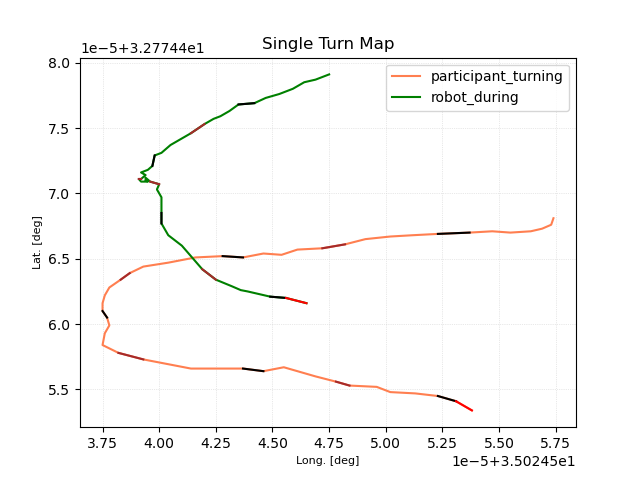 Single Turn Map
1e−5+3.27744e1
participant_turning
robot_during
8.0
7.5
7.0
6.5
6.0
5.5
Lat. [deg]
3.75
4.00
4.25
4.50
4.75
5.00
5.25
5.50
5.75
Long. [deg]
1e−5+3.50245e1